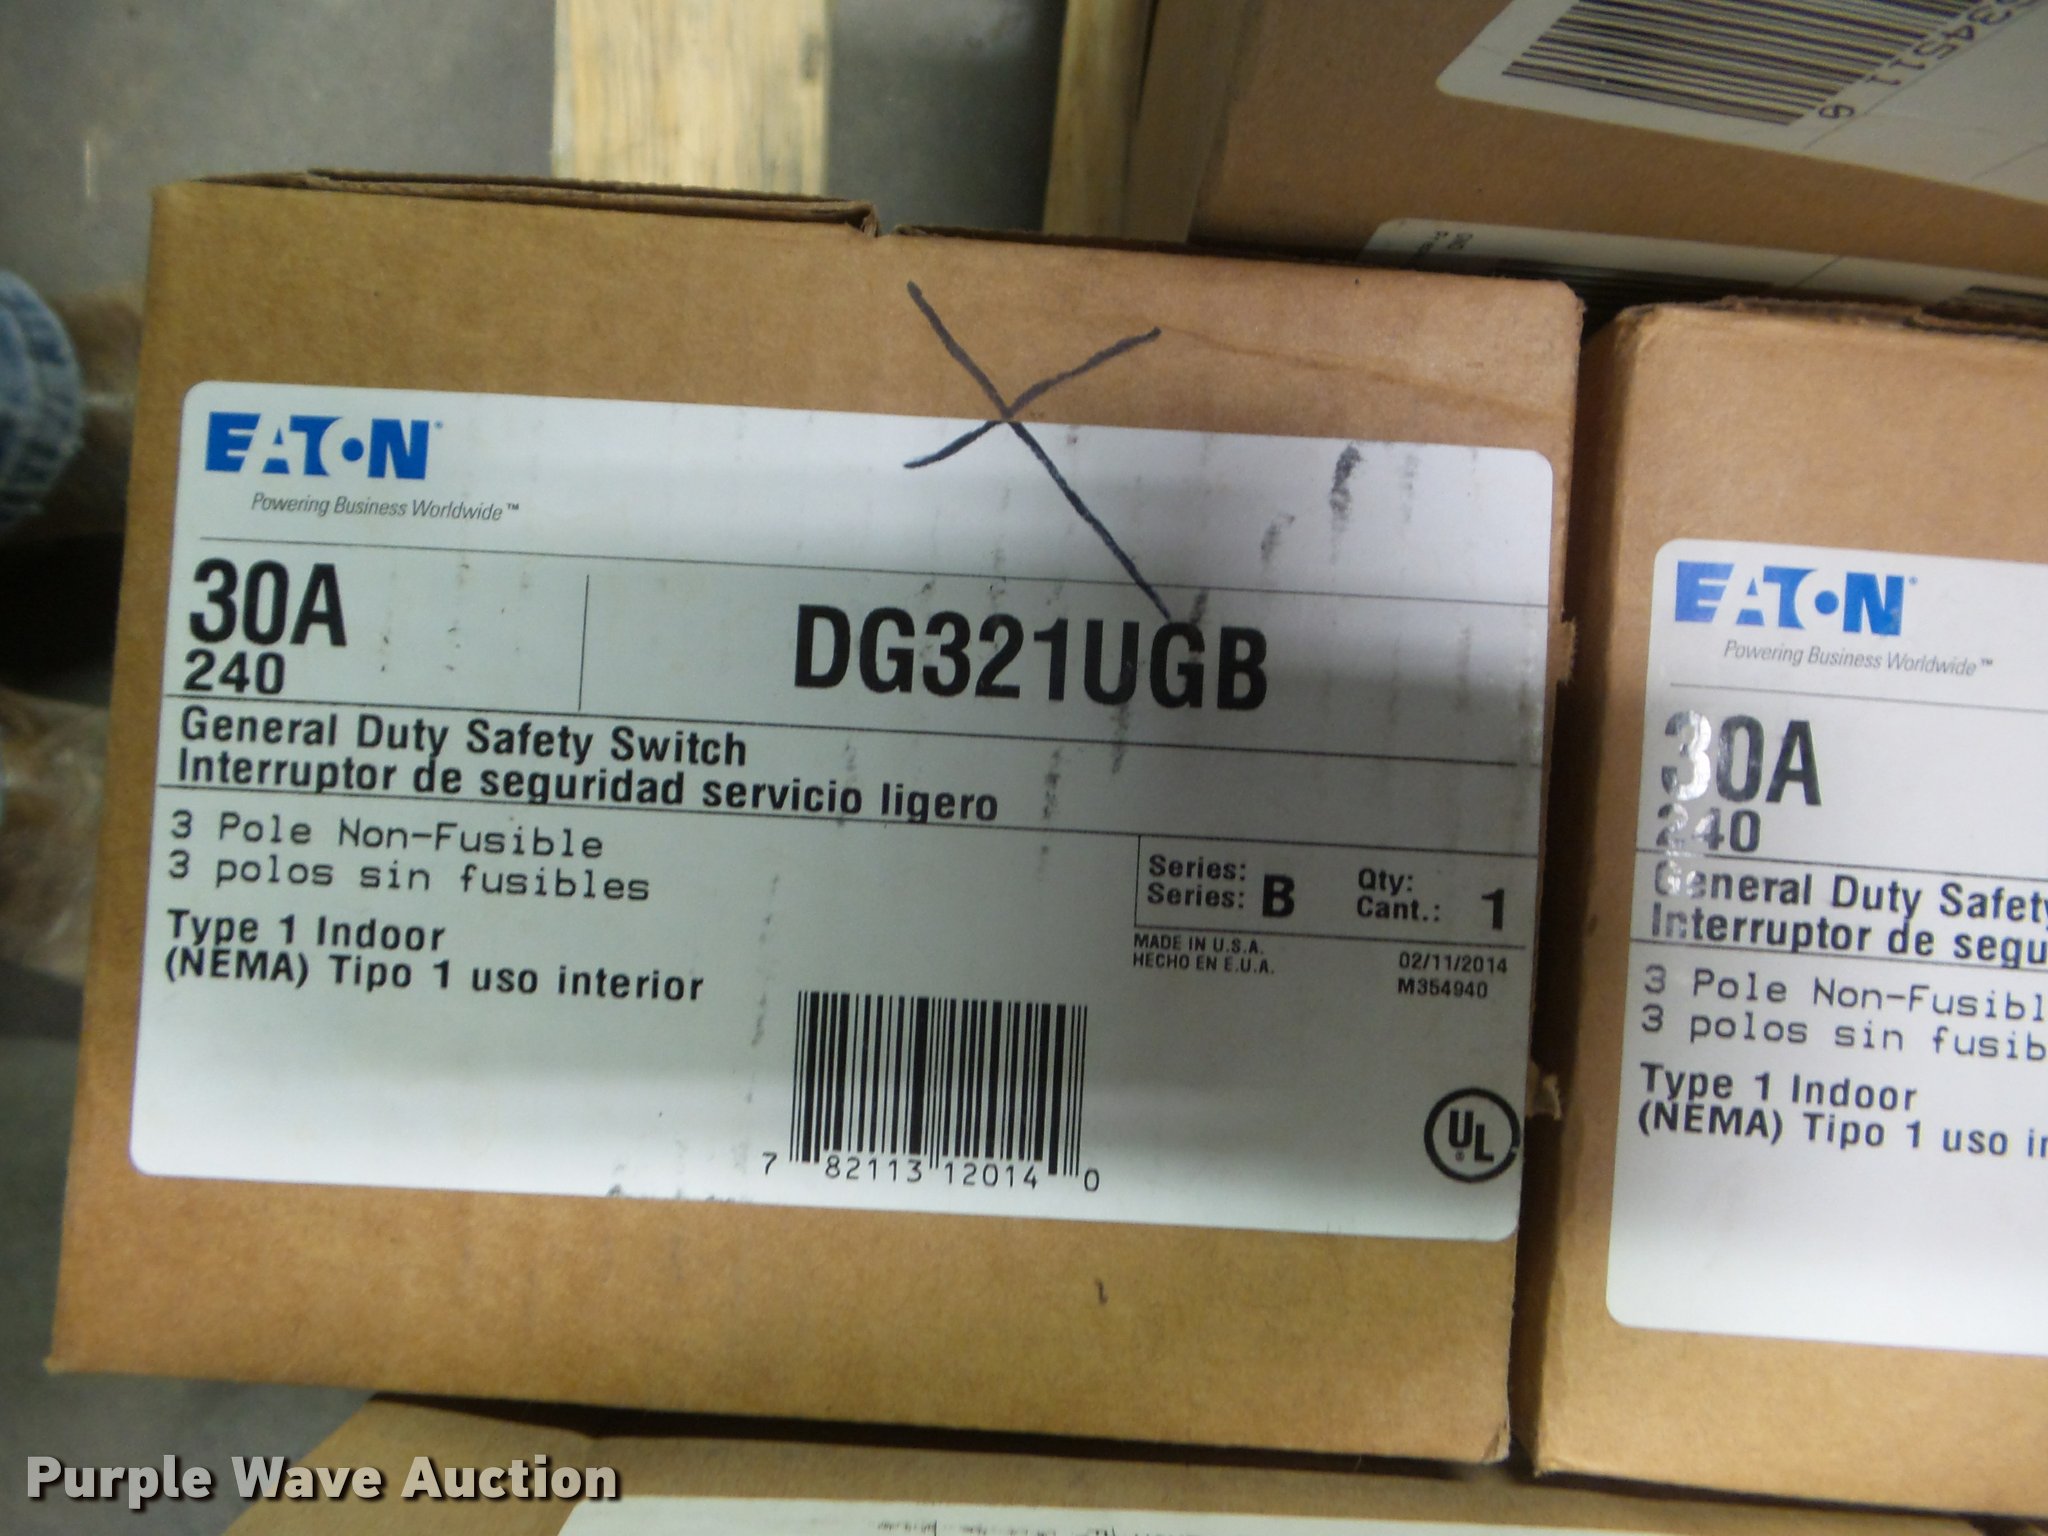 EATON
Powering Business Worldwide™
30A
240
DG321UGB
General Duty Safety Switch
Interruptor de seguridad servicio ligero
3 Pole Non-Fusible
3 polos sin fusibles
Type 1 Indoor
(NEMA) Tipo 1 uso interior
Series:
Series: B
Qty:
Cant.: 1
MADE IN U.S.A.
HECHO EN E.U.A.
02/11/2014
M354940
7 82113 12014 0
UL
EATON
Powering Business Worldwide™
30A
240
General Duty Safety
Interruptor de segu
3 Pole Non-Fusibl
3 polos sin fusib
Type 1 Indoor
(NEMA) Tipo 1 uso in
Purple Wave Auction